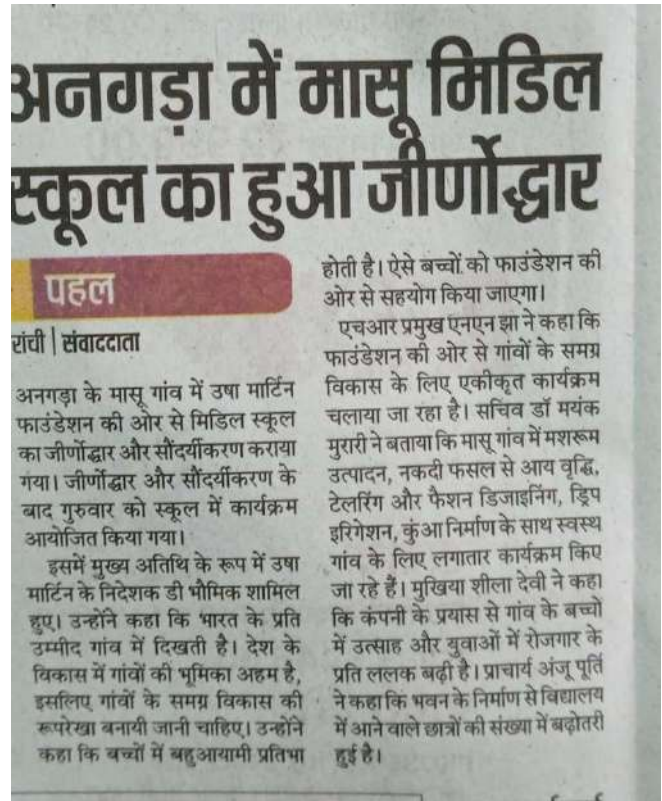 अनगड़ा में मासू मिडिल
स्कूल का हुआ जीर्णोद्धार
पहल
रांची | संवाददाता
अनगड़ा के मासू गांव में उषा मार्टिन
फाउंडेशन की ओर से मिडिल स्कूल
का जीर्णोद्धार और सौंदर्यीकरण कराया
गया। जीर्णोद्धार और सौंदर्यीकरण के
बाद गुरुवार को स्कूल में कार्यक्रम
आयोजित किया गया।
इसमें मुख्य अतिथि के रूप में उषा
मार्टिन के निदेशक डी भौमिक शामिल
हुए। उन्होंने कहा कि भारत के प्रति
उम्मीद गांव में दिखती है। देश के
विकास में गांवों की भूमिका अहम है,
इसलिए गांवों के समग्र विकास की
रूपरेखा बनायी जानी चाहिए। उन्होंने
कहा कि बच्चों में बहुआयामी प्रतिभा
होती है। ऐसे बच्चों को फाउंडेशन की
ओर से सहयोग किया जाएगा।
एचआर प्रमुख एनएन झा ने कहा कि
फाउंडेशन की ओर से गांवों के समग्र
विकास के लिए एकीकृत कार्यक्रम
चलाया जा रहा है। सचिव डॉ मयंक
मुरारी ने बताया कि मासू गांव में मशरूम
उत्पादन, नकदी फसल से आय वृद्धि,
टेलरिंग और फैशन डिजाइनिंग, ड्रिप
इरिगेशन, कुंआ निर्माण के साथ स्वस्थ
गांव के लिए लगातार कार्यक्रम किए
जा रहे हैं। मुखिया शीला देवी ने कहा
कि कंपनी के प्रयास से गांव के बच्चो
में उत्साह और युवाओं में रोजगार के
प्रति ललक बढ़ी है। प्राचार्य अंजू पूर्ति
ने कहा कि भवन के निर्माण से विद्यालय
में आने वाले छात्रों की संख्या में बढ़ोतरी
हुई है।